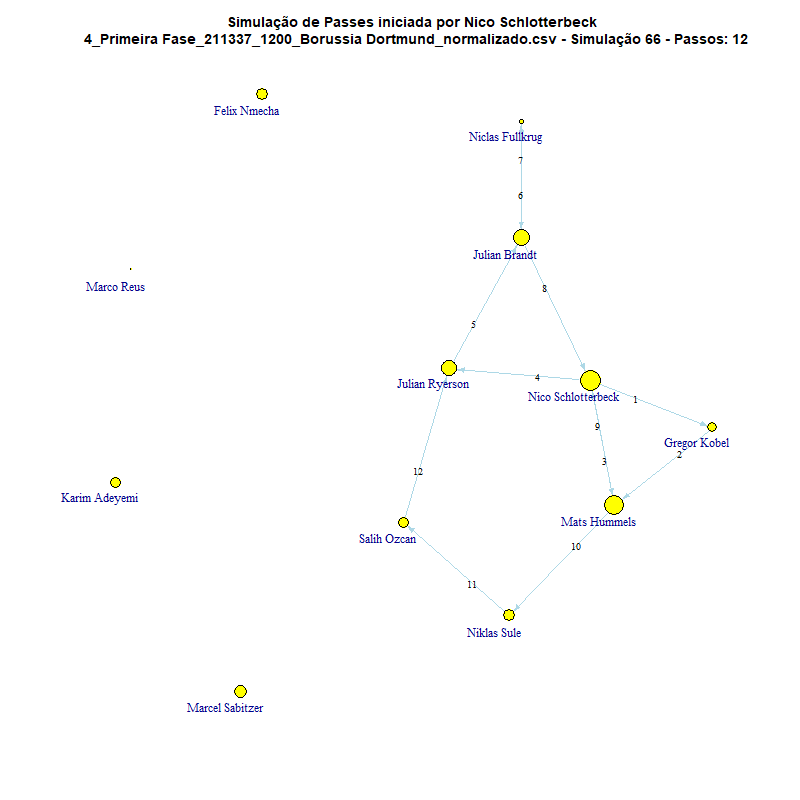 Simulação de Passes iniciada por Nico Schlotterbeck
4_Primeira Fase_211337_1200_Borussia Dortmund_normalizado.csv - Simulação 66 - Passos: 12
Felix Nmecha
Niclas Fullkrug
7
6
Julian Brandt
Marco Reus
8
5
4
Julian Ryerson
Nico Schlotterbeck
1
9
Gregor Kobel
2
3
12
Karim Adeyemi
Mats Hummels
Salih Ozcan
10
11
Niklas Sule
Marcel Sabitzer